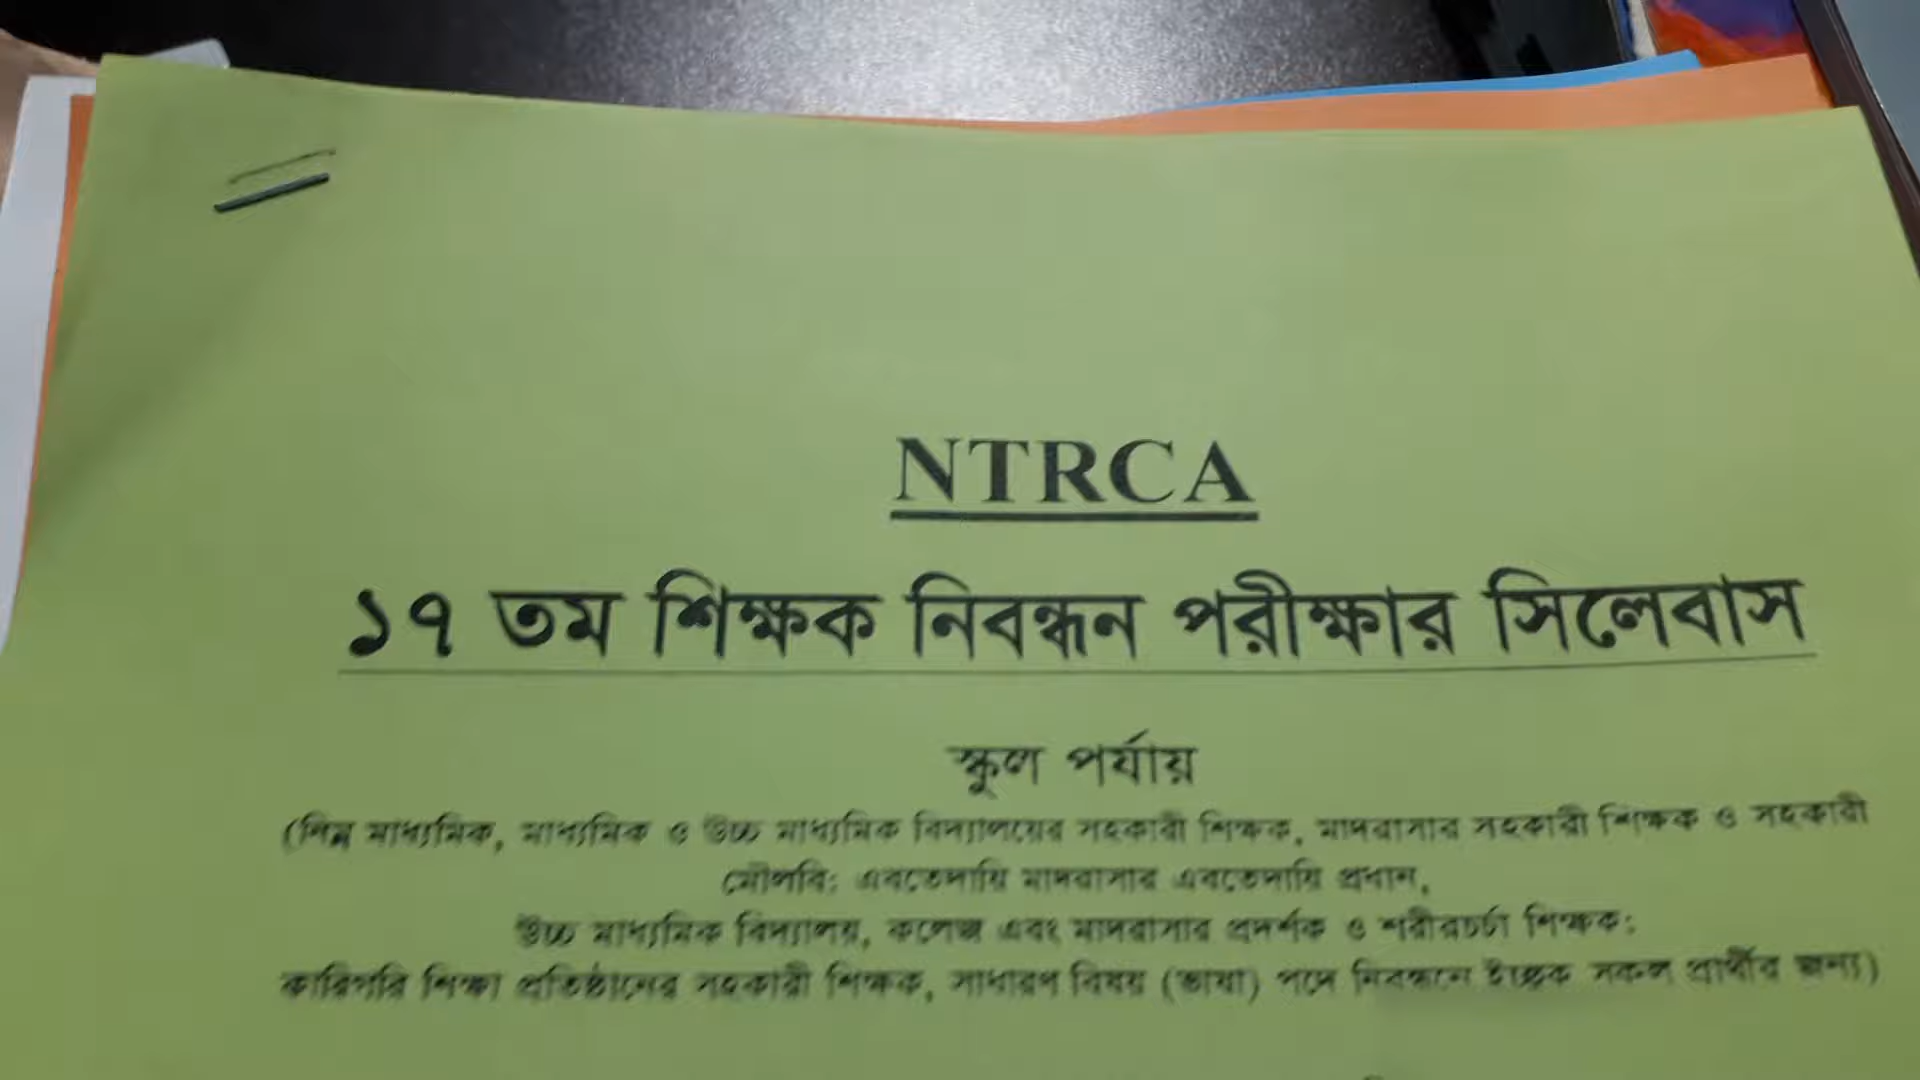 NTRCA
১৭ তম শিক্ষক নিবন্ধন পরীক্ষার সিলেবাস
স্কুল পর্যায়
(নিম্ন মাধ্যমিক, মাধ্যমিক ও উচ্চ মাধ্যমিক বিদ্যালয়ের সহকারী শিক্ষক, মাদরাসার সহকারী শিক্ষক ও সহকারী
মৌলবি: এবতেদায়ি মাদরাসার এবতেদায়ি প্রধান,
উচ্চ মাধ্যমিক বিদ্যালয়, কলেজ এবং মাদরাসার প্রদর্শক ও শরীরচর্চা শিক্ষক:
কারিগরি শিক্ষা প্রতিষ্ঠানের সহকারী শিক্ষক, সাধারণ বিষয় (ভাষা) পদে নিবন্ধনে ইচ্ছুক সকল প্রার্থীর জন্য)